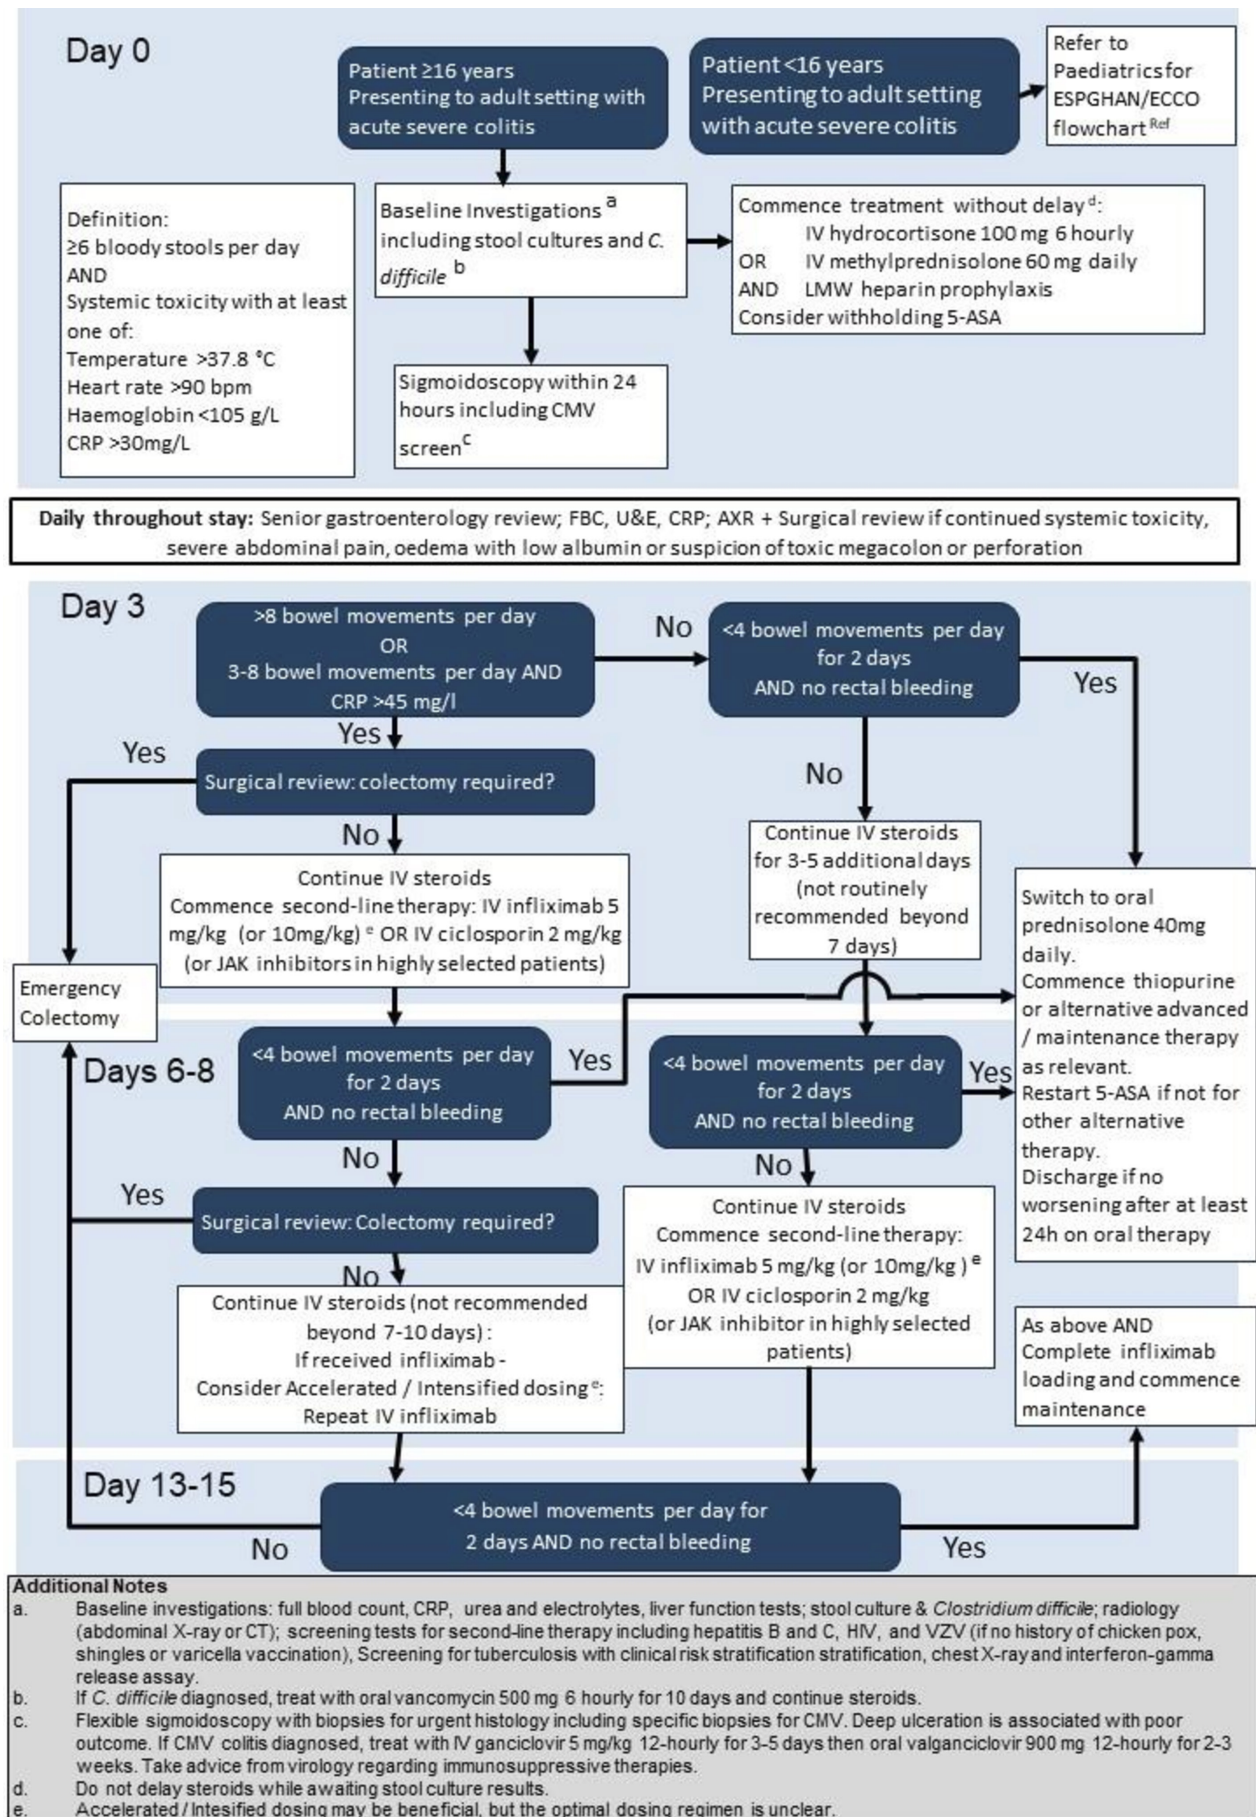 Day 0
Patient ≥16 years
Presenting to adult setting with
acute severe colitis
Patient <16 years
Presenting to adult setting
with acute severe colitis
Refer to
Paediatrics for
ESPGHAN/ECCO
flowchart Ref
Definition:
≥6 bloody stools per day
AND
Systemic toxicity with at least
one of:
Temperature >37.8 °C
Heart rate >90 bpm
Haemoglobin <105 g/L
CRP >30mg/L
Baseline Investigations a
including stool cultures and C.
difficile b
Commence treatment without delay d:
IV hydrocortisone 100 mg 6 hourly
OR IV methylprednisolone 60 mg daily
AND LMW heparin prophylaxis
Consider withholding 5-ASA
Sigmoidoscopy within 24
hours including CMV
screen c
Daily throughout stay: Senior gastroenterology review; FBC, U&E, CRP; AXR + Surgical review if continued systemic toxicity,
severe abdominal pain, oedema with low albumin or suspicion of toxic megacolon or perforation
Day 3
>8 bowel movements per day
OR
3-8 bowel movements per day AND
CRP >45 mg/l
No
<4 bowel movements per day
for 2 days
AND no rectal bleeding
Yes
Yes
Yes
Surgical review: colectomy required?
No
No
Continue IV steroids
Commence second-line therapy: IV infliximab 5
mg/kg (or 10mg/kg) e OR IV ciclosporin 2 mg/kg
(or JAK inhibitors in highly selected patients)
Continue IV steroids
for 3-5 additional days
(not routinely
recommended beyond
7 days)
Switch to oral
prednisolone 40mg
daily.
Commence thiopurine
or alternative advanced
/ maintenance therapy
as relevant.
Restart 5-ASA if not for
other alternative
therapy.
Discharge if no
worsening after at least
24h on oral therapy
Emergency
Colectomy
Days 6-8
<4 bowel movements per day
for 2 days
AND no rectal bleeding
Yes
<4 bowel movements per day
for 2 days
AND no rectal bleeding
Yes
No
No
Yes
Surgical review: Colectomy required?
No
Continue IV steroids (not recommended
beyond 7-10 days) :
If received infliximab -
Consider Accelerated / Intensified dosing e:
Repeat IV infliximab
Continue IV steroids
Commence second-line therapy:
IV infliximab 5 mg/kg (or 10mg/kg ) e
OR IV ciclosporin 2 mg/kg
(or JAK inhibitor in highly selected
patients)
As above AND
Complete infliximab
loading and commence
maintenance
Day 13-15
<4 bowel movements per day for
2 days AND no rectal bleeding
No
Yes
Additional Notes
a. Baseline investigations: full blood count, CRP, urea and electrolytes, liver function tests; stool culture & Clostridium difficile; radiology
(abdominal X-ray or CT); screening tests for second-line therapy including hepatitis B and C, HIV, and VZV (if no history of chicken pox,
shingles or varicella vaccination), Screening for tuberculosis with clinical risk stratification stratification, chest X-ray and interferon-gamma
release assay.
b. If C. difficile diagnosed, treat with oral vancomycin 500 mg 6 hourly for 10 days and continue steroids.
c. Flexible sigmoidoscopy with biopsies for urgent histology including specific biopsies for CMV. Deep ulceration is associated with poor
outcome. If CMV colitis diagnosed, treat with IV ganciclovir 5 mg/kg 12-hourly for 3-5 days then oral valganciclovir 900 mg 12-hourly for 2-3
weeks. Take advice from virology regarding immunosuppressive therapies.
d. Do not delay steroids while awaiting stool culture results.
e. Accelerated / Intesified dosing may be beneficial, but the optimal dosing regimen is unclear.